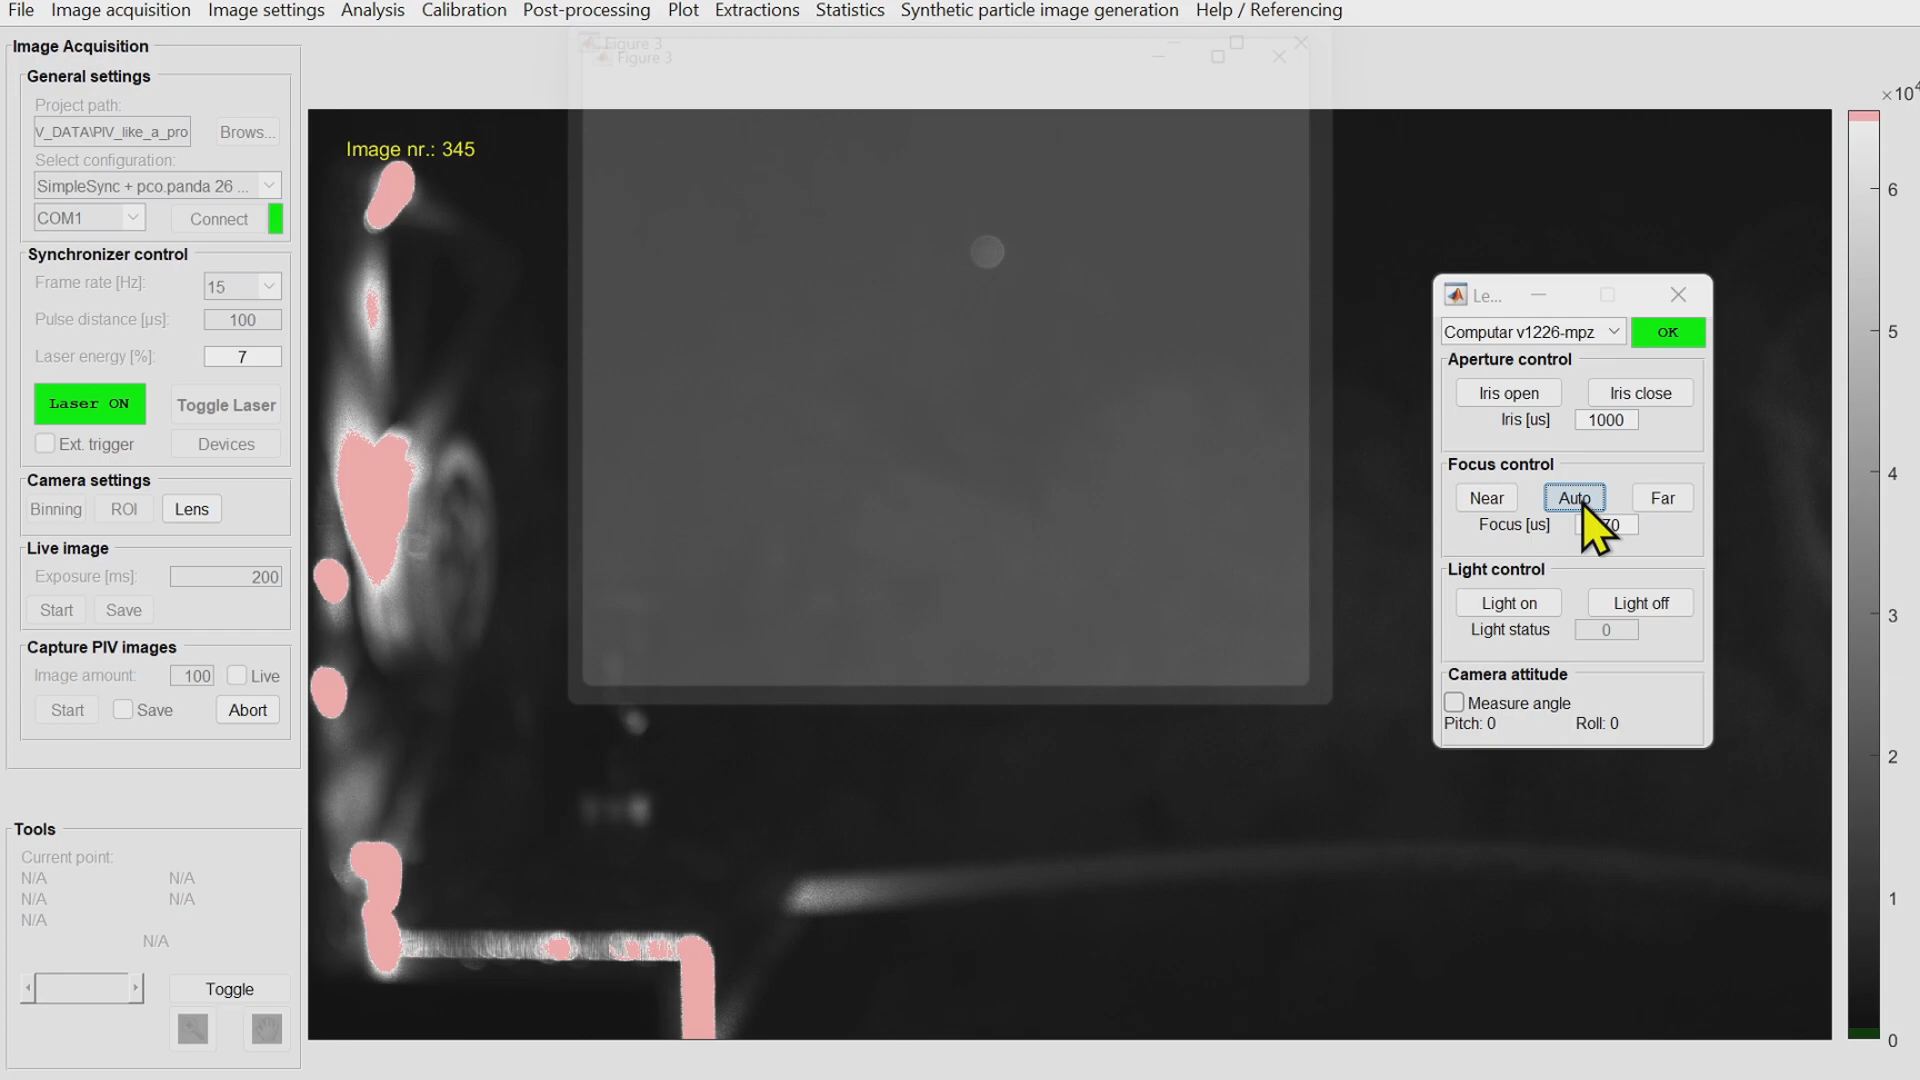 File Image acquisition Image settings Analysis Calibration Post-processing Plot Extractions Statistics Synthetic particle image generation Help / Referencing
Image Acquisition
General settings
Project path:
V_DATA\PIV_like_a_pro Brows...
Select configuration:
SimpleSync + pco.panda 26 ...
COM1 Connect
Synchronizer control
Frame rate [Hz]: 15
Pulse distance [µs]: 100
Laser energy [%]: 7
Laser ON Toggle Laser
Ext. trigger Devices
Camera settings
Binning ROI Lens
Live image
Exposure [ms]: 200
Start Save
Capture PIV images
Image amount: 100 Live
Start Save Abort
Tools
Current point:
N/A N/A
N/A N/A
N/A
N/A
Toggle
Figure 3
Figure 3
Image nr.: 345
Le...
Computar v1226-mpz OK
Aperture control
Iris open Iris close
Iris [us] 1000
Focus control
Near Auto Far
Focus [us]
Light control
Light on Light off
Light status 0
Camera attitude
Measure angle
Pitch: 0 Roll: 0
×10⁴
6
5
4
3
2
1
0